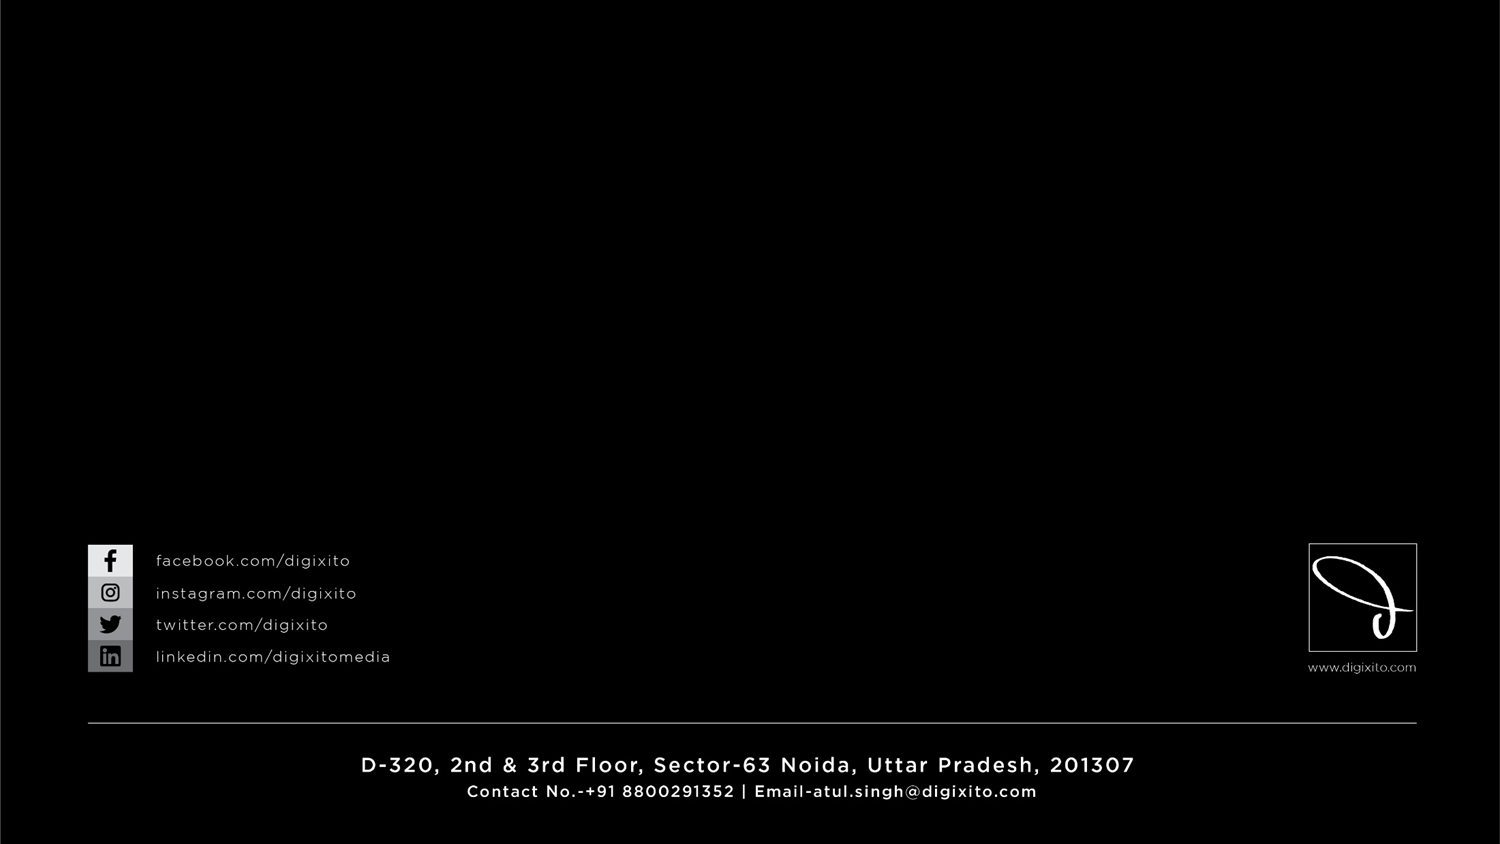 facebook.com/digixito
instagram.com/digixito
twitter.com/digixito
linkedin.com/digixitomedia
www.digixito.com
D-320, 2nd & 3rd Floor, Sector-63 Noida, Uttar Pradesh, 201307
Contact No.-+91 8800291352 | Email-atul.singh@digixito.com